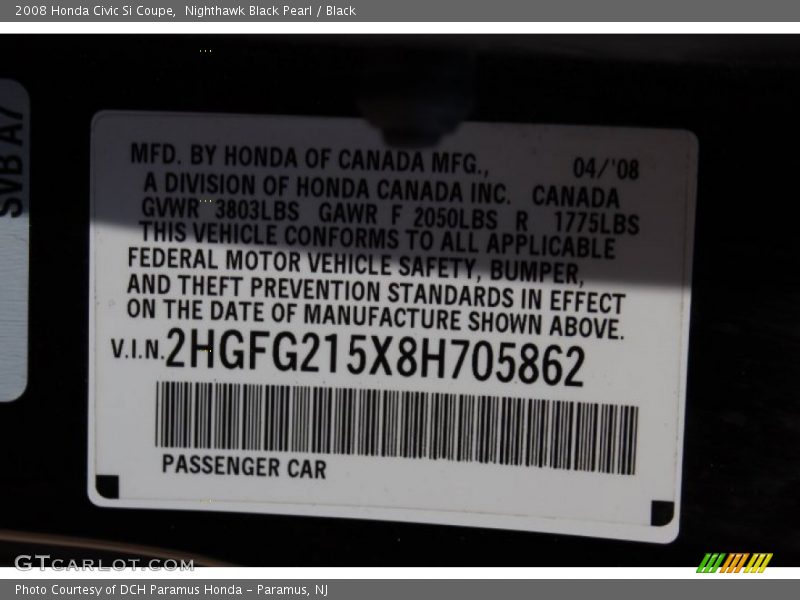 2008 Honda Civic Si Coupe, Nighthawk Black Pearl / Black
SVB A7
MFD. BY HONDA OF CANADA MFG., 04/'08
A DIVISION OF HONDA CANADA INC. CANADA
GVWR 3803LBS GAWR F 2050LBS R 1775LBS
THIS VEHICLE CONFORMS TO ALL APPLICABLE
FEDERAL MOTOR VEHICLE SAFETY, BUMPER,
AND THEFT PREVENTION STANDARDS IN EFFECT
ON THE DATE OF MANUFACTURE SHOWN ABOVE.
V.I.N. 2HGFG215X8H705862
PASSENGER CAR
GTCARLOT.COM
Photo Courtesy of DCH Paramus Honda - Paramus, NJ